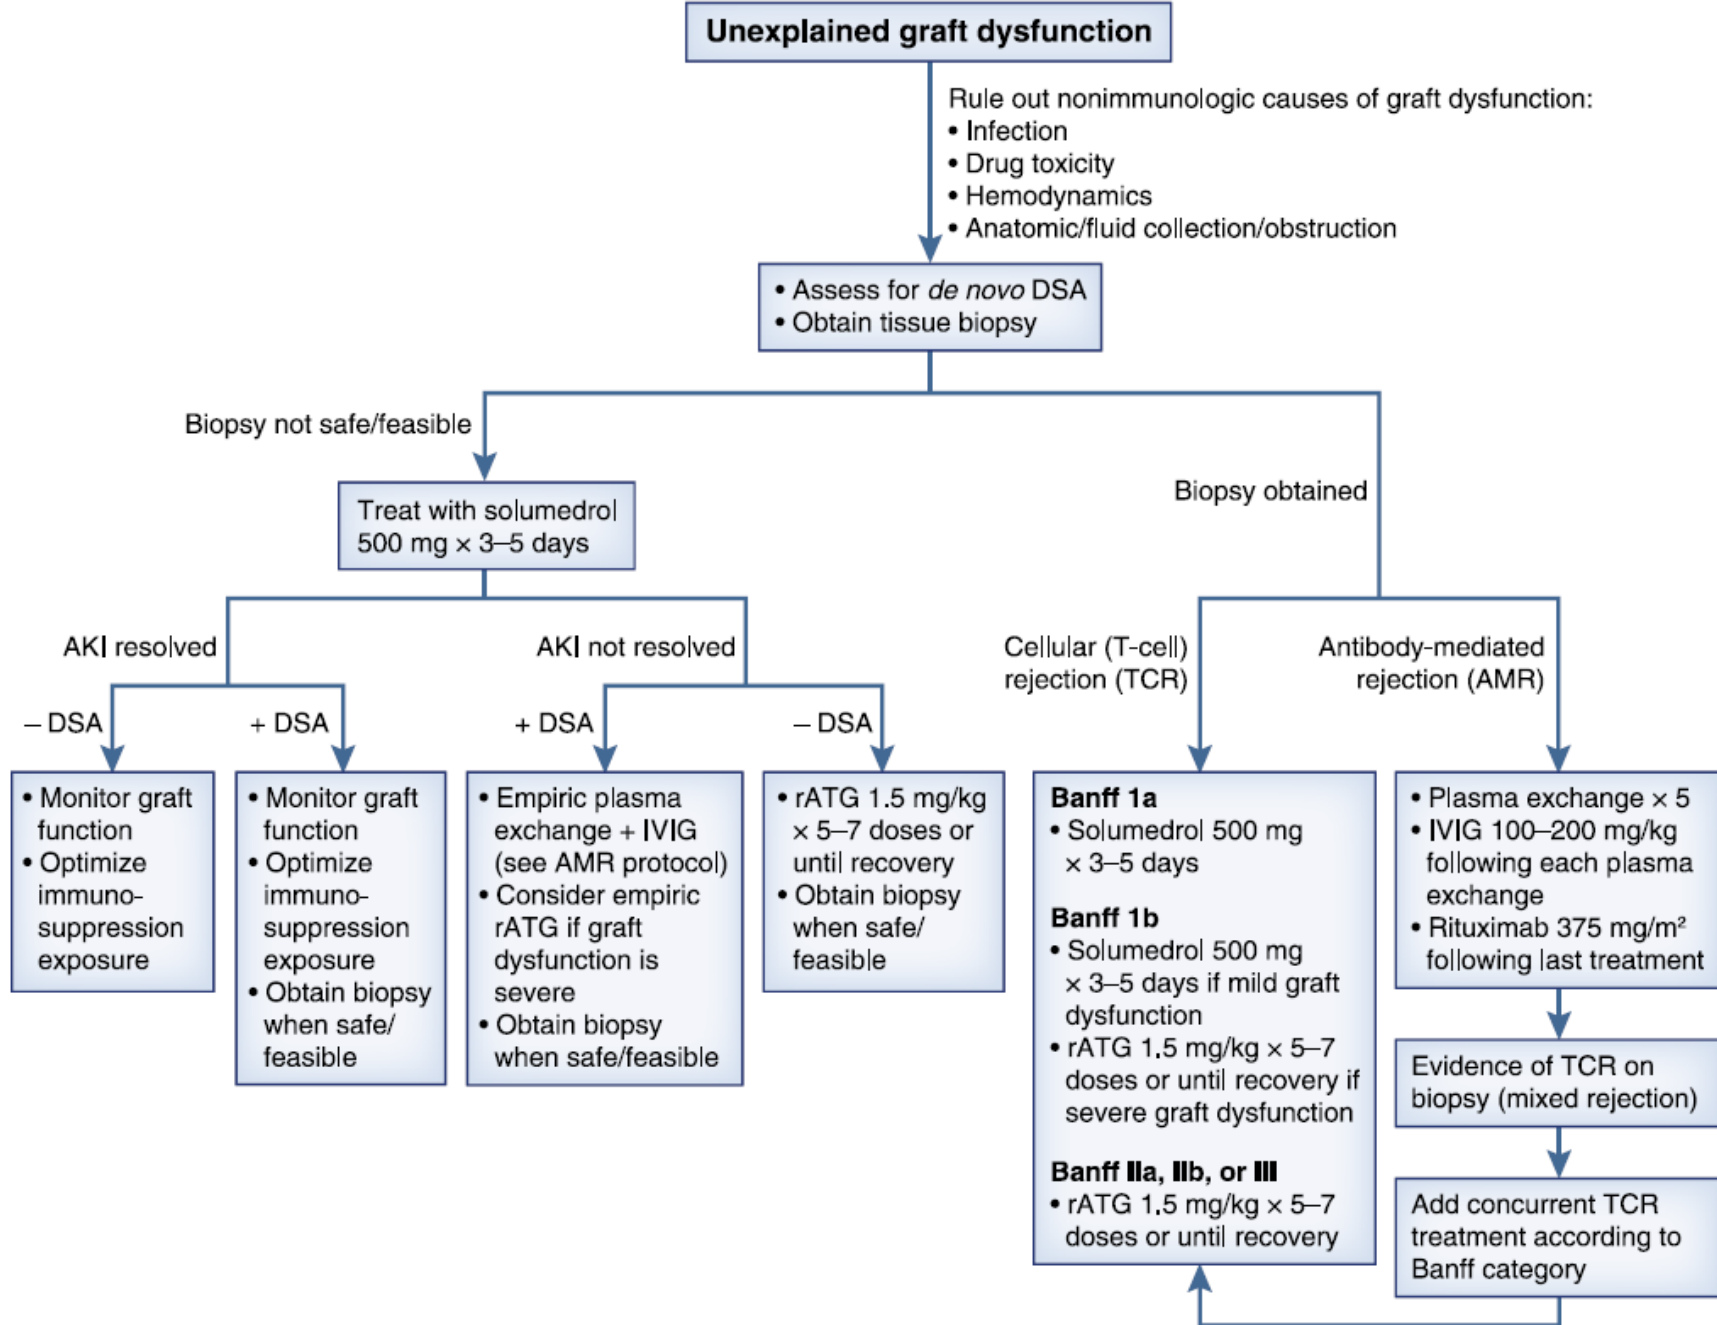 Unexplained graft dysfunction
Rule out nonimmunologic causes of graft dysfunction:
• Infection
• Drug toxicity
• Hemodynamics
• Anatomic/fluid collection/obstruction
• Assess for de novo DSA
• Obtain tissue biopsy
Biopsy not safe/feasible
Biopsy obtained
Treat with solumedrol
500 mg × 3–5 days
AKI resolved
AKI not resolved
Cellular (T-cell)
rejection (TCR)
Antibody-mediated
rejection (AMR)
– DSA
+ DSA
+ DSA
– DSA
• Monitor graft
function
• Optimize
immuno-
suppression
exposure
• Monitor graft
function
• Optimize
immuno-
suppression
exposure
• Obtain biopsy
when safe/
feasible
• Empiric plasma
exchange + IVIG
(see AMR protocol)
• Consider empiric
rATG if graft
dysfunction is
severe
• Obtain biopsy
when safe/feasible
• rATG 1.5 mg/kg
× 5–7 doses or
until recovery
• Obtain biopsy
when safe/
feasible
Banff 1a
• Solumedrol 500 mg
× 3–5 days
Banff 1b
• Solumedrol 500 mg
× 3–5 days if mild graft
dysfunction
• rATG 1.5 mg/kg × 5–7
doses or until recovery if
severe graft dysfunction
Banff IIa, IIb, or III
• rATG 1.5 mg/kg × 5–7
doses or until recovery
• Plasma exchange × 5
• IVIG 100–200 mg/kg
following each plasma
exchange
• Rituximab 375 mg/m²
following last treatment
Evidence of TCR on
biopsy (mixed rejection)
Add concurrent TCR
treatment according to
Banff category